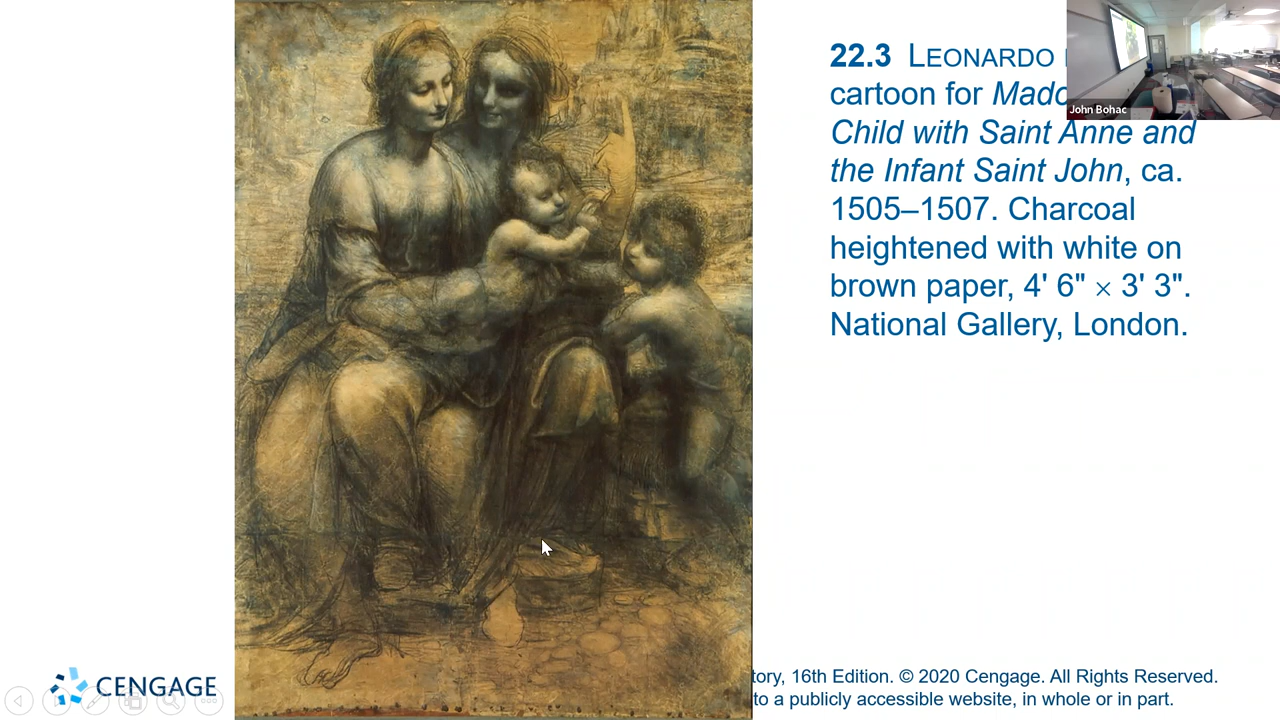 22.3 LEONARDO
cartoon for
Child with Saint Anne and
the Infant Saint John, ca.
1505–1507. Charcoal
heightened with white on
brown paper, 4' 6" × 3' 3".
National Gallery, London.
John Bohac
CENGAGE
16th Edition. © 2020 Cengage. All Rights Reserved.
to a publicly accessible website, in whole or in part.